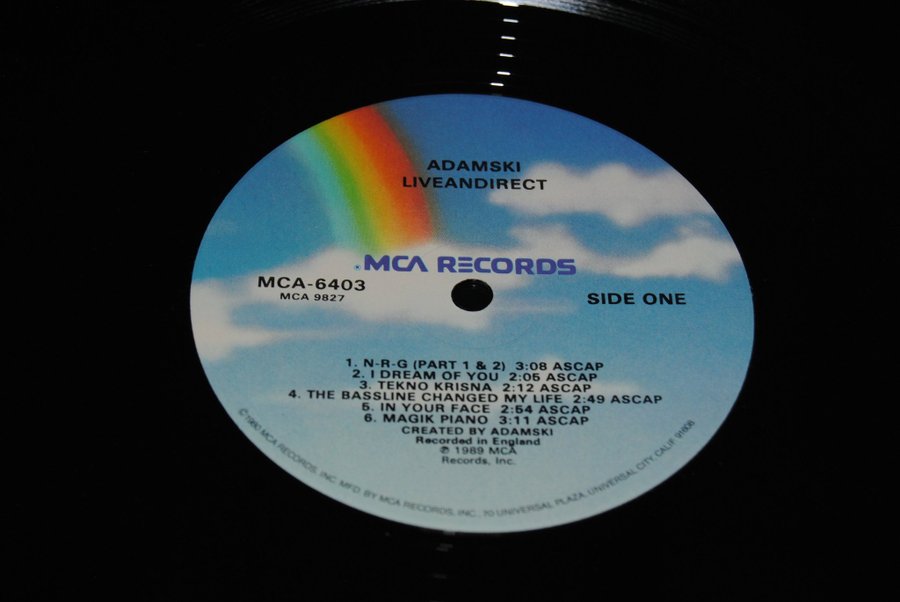 ADAMSKI
LIVEANDIRECT
® MCA RECORDS
MCA-6403
MCA 9827
SIDE ONE
1. N-R-G (PART 1 & 2) 3:08 ASCAP
2. I DREAM OF YOU 2:05 ASCAP
3. TEKNO KRISNA 2:12 ASCAP
4. THE BASSLINE CHANGED MY LIFE 2:49 ASCAP
5. IN YOUR FACE 2:54 ASCAP
6. MAGIK PIANO 3:11 ASCAP
CREATED BY ADAMSKI
Recorded in England
℗ 1989 MCA
Records, Inc.
©1980 MCA RECORDS, INC. MFD. BY MCA RECORDS, INC., 70 UNIVERSAL PLAZA, UNIVERSAL CITY, CALIF. 91608